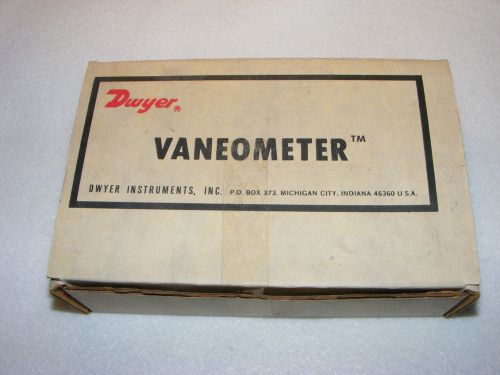 Dwyer®
VANEOMETER™
DWYER INSTRUMENTS, INC. P.O. BOX 373, MICHIGAN CITY, INDIANA 46360 U.S.A.